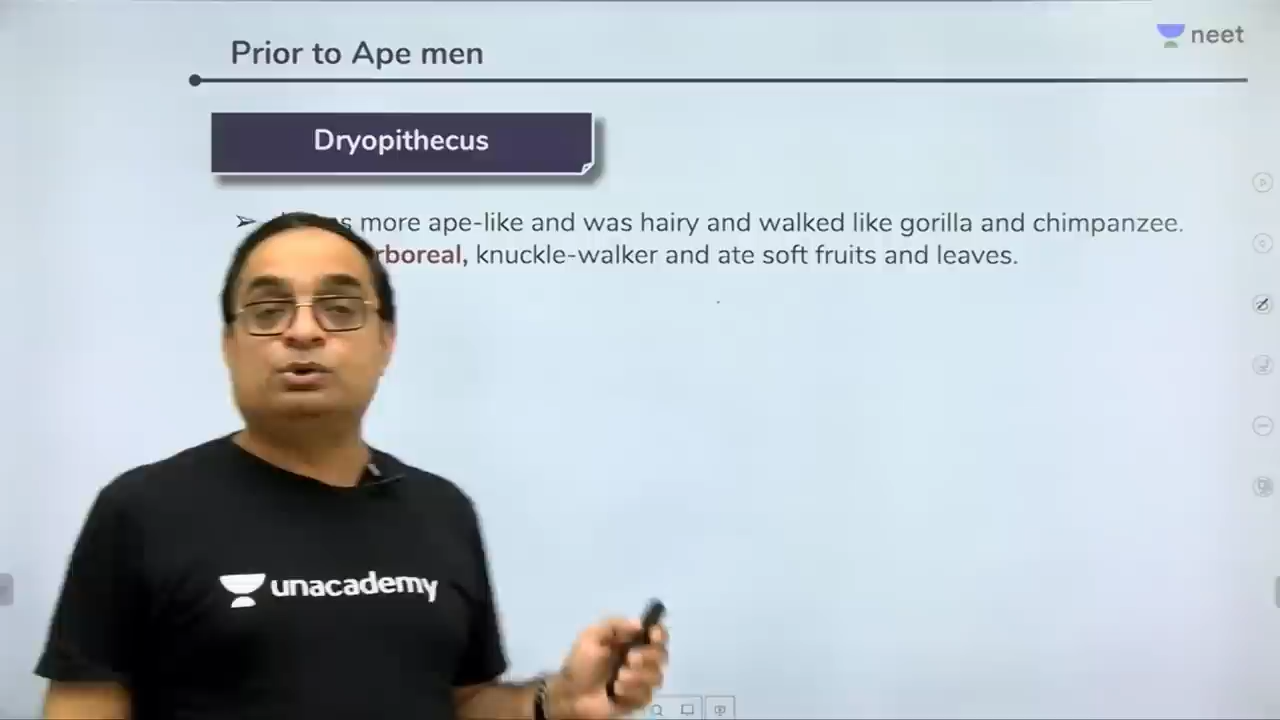 Prior to Ape men
neet
Dryopithecus
➢ more ape-like and was hairy and walked like gorilla and chimpanzee.
knuckle-walker and ate soft fruits and leaves.
unacademy